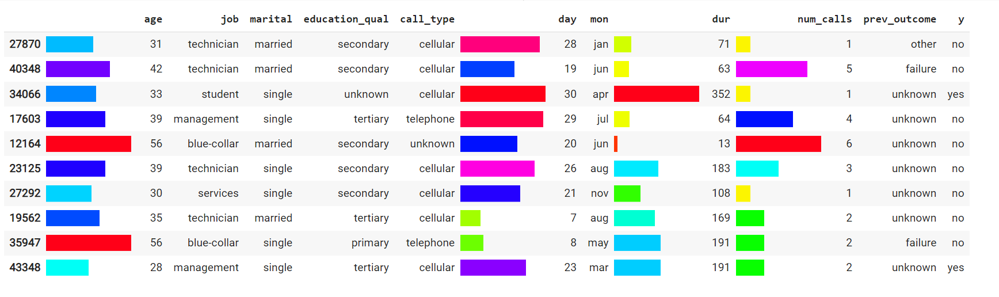 age job marital education_qual call_type day mon dur num_calls prev_outcome y
27870 31 technician married secondary cellular 28 jan 71 1 other no
40348 42 technician married secondary cellular 19 jun 63 5 failure no
34066 33 student single unknown cellular 30 apr 352 1 unknown yes
17603 39 management single tertiary telephone 29 jul 64 4 unknown no
12164 56 blue-collar married secondary unknown 20 jun 13 6 unknown no
23125 39 technician single secondary cellular 26 aug 183 3 unknown no
27292 30 services single secondary cellular 21 nov 108 1 unknown no
19562 35 technician married tertiary cellular 7 aug 169 2 unknown no
35947 56 blue-collar single primary telephone 8 may 191 2 failure no
43348 28 management single tertiary cellular 23 mar 191 2 unknown yes